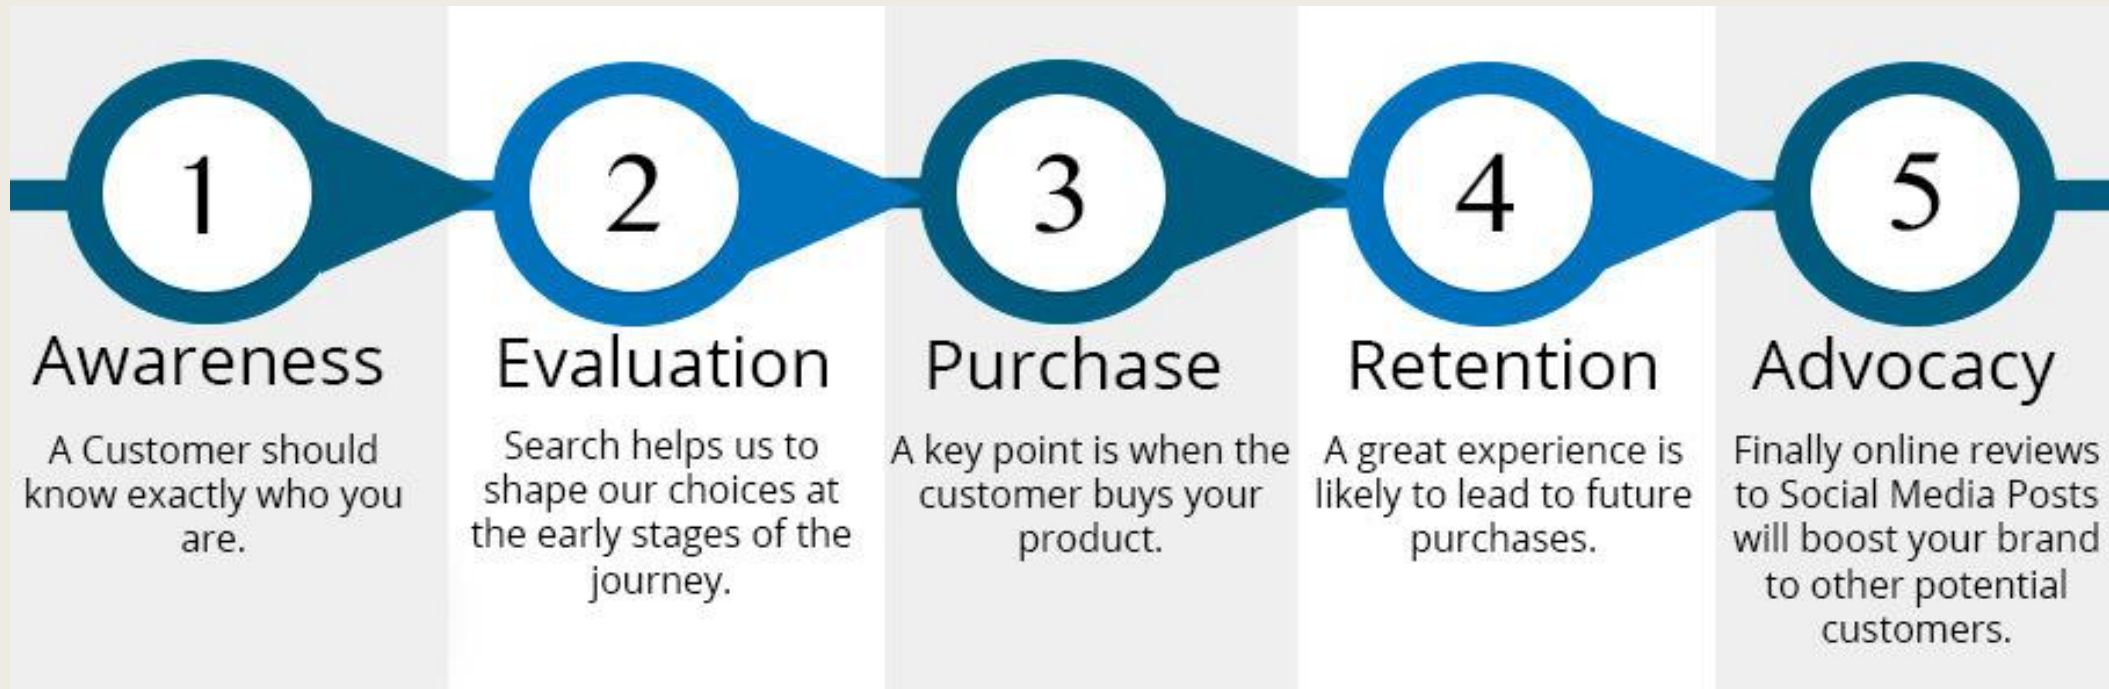 1
Awareness
A Customer should
know exactly who you
are.
2
Evaluation
Search helps us to
shape our choices at
the early stages of the
journey.
3
Purchase
A key point is when the
customer buys your
product.
4
Retention
A great experience is
likely to lead to future
purchases.
5
Advocacy
Finally online reviews
to Social Media Posts
will boost your brand
to other potential
customers.